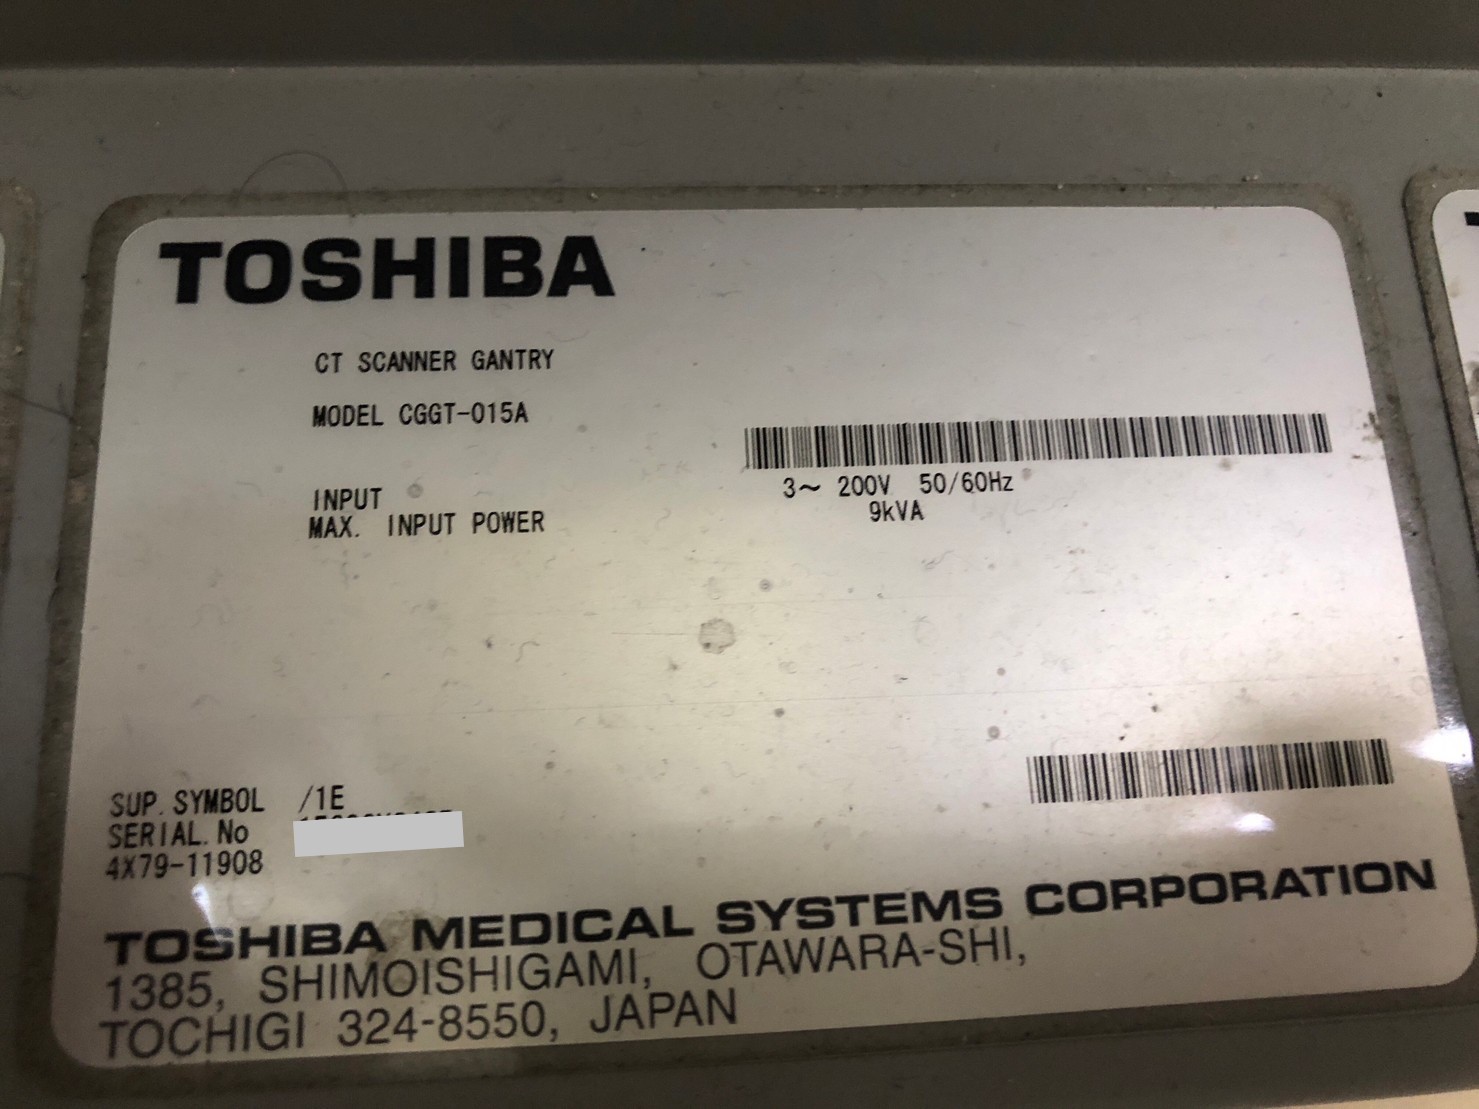 TOSHIBA
CT SCANNER GANTRY
MODEL CGGT-015A
INPUT 3~ 200V 50/60Hz
MAX. INPUT POWER 9kVA
SUP. SYMBOL /1E
SERIAL. No
4X79-11908
TOSHIBA MEDICAL SYSTEMS CORPORATION
1385, SHIMOISHIGAMI, OTAWARA-SHI,
TOCHIGI 324-8550, JAPAN